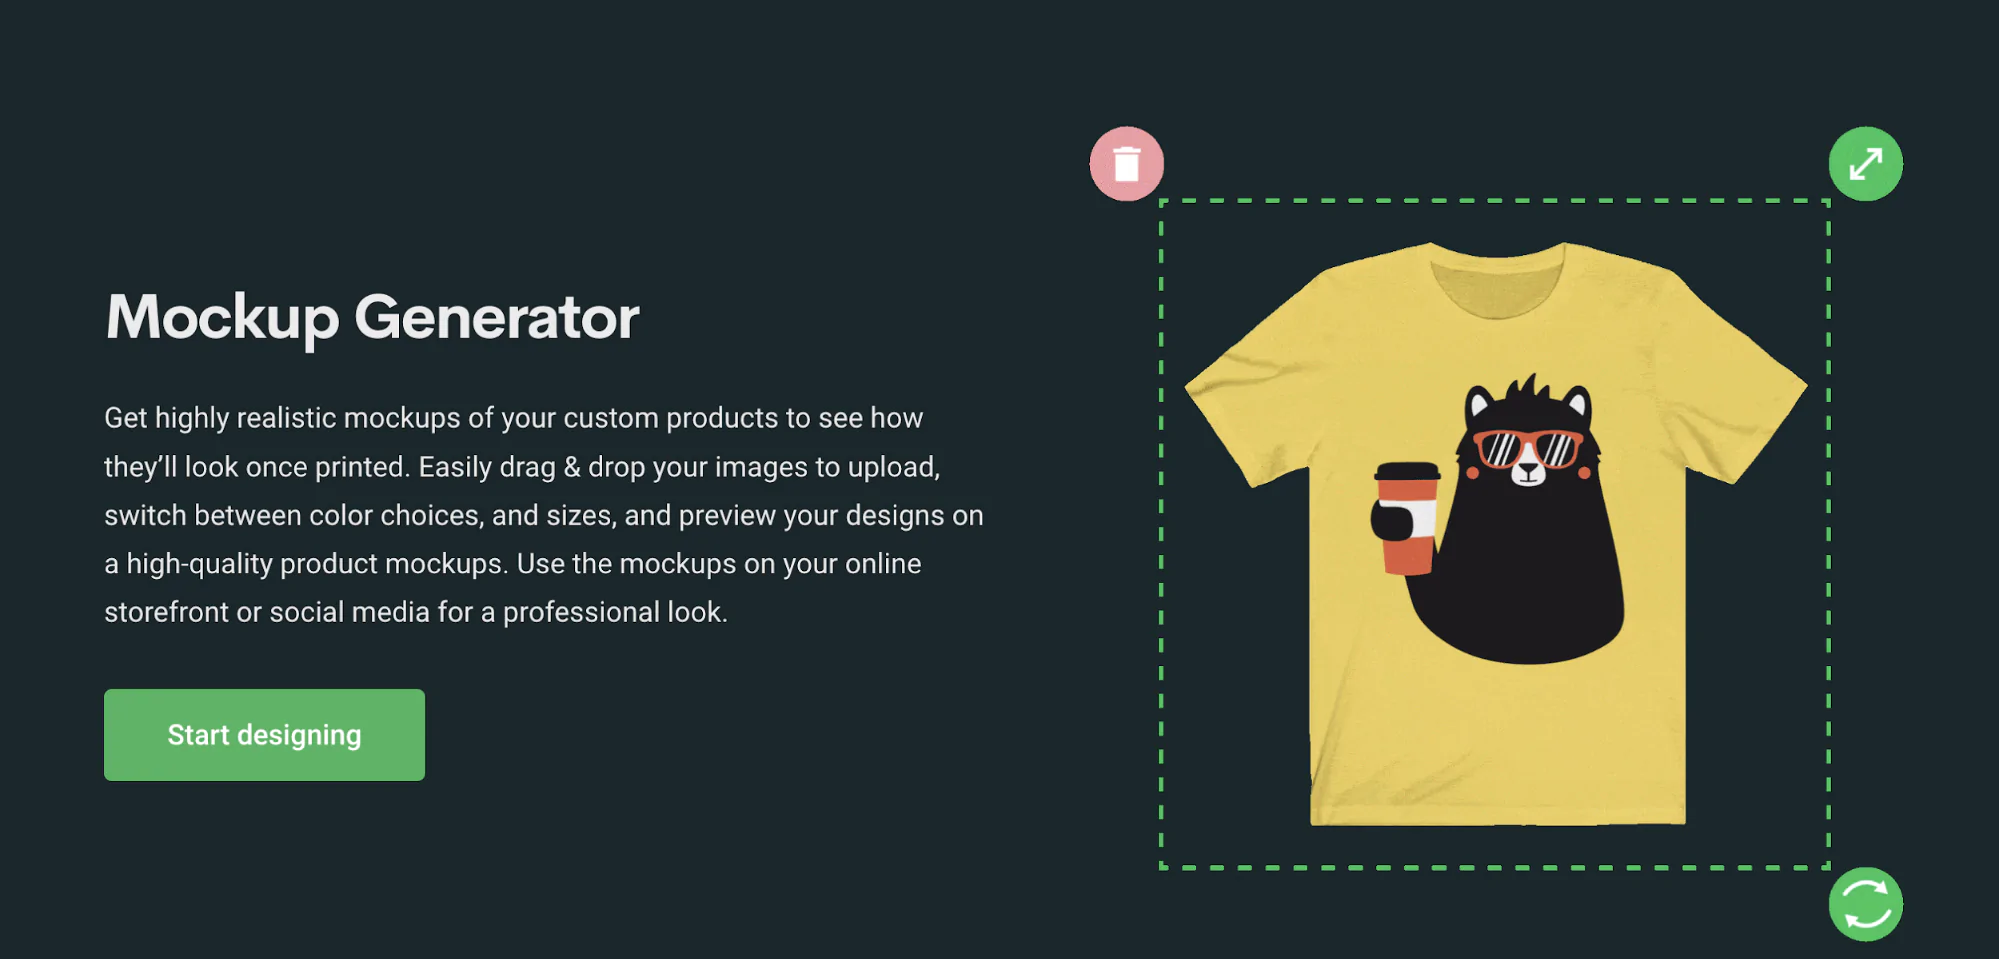 Mockup Generator
Get highly realistic mockups of your custom products to see how
they’ll look once printed. Easily drag & drop your images to upload,
switch between color choices, and sizes, and preview your designs on
a high-quality product mockups. Use the mockups on your online
storefront or social media for a professional look.
Start designing